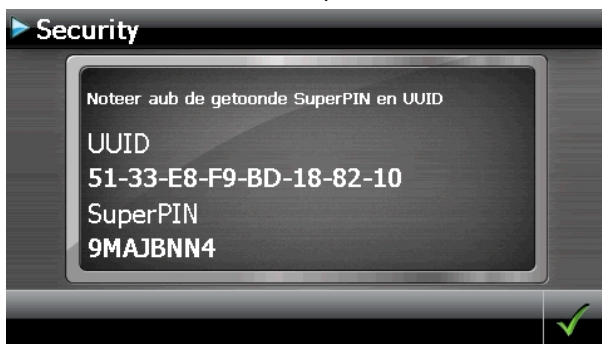 Security
Noteer aub de getoonde SuperPIN en UUID
UUID
51-33-E8-F9-BD-18-82-10
SuperPIN
9MAJBNN4